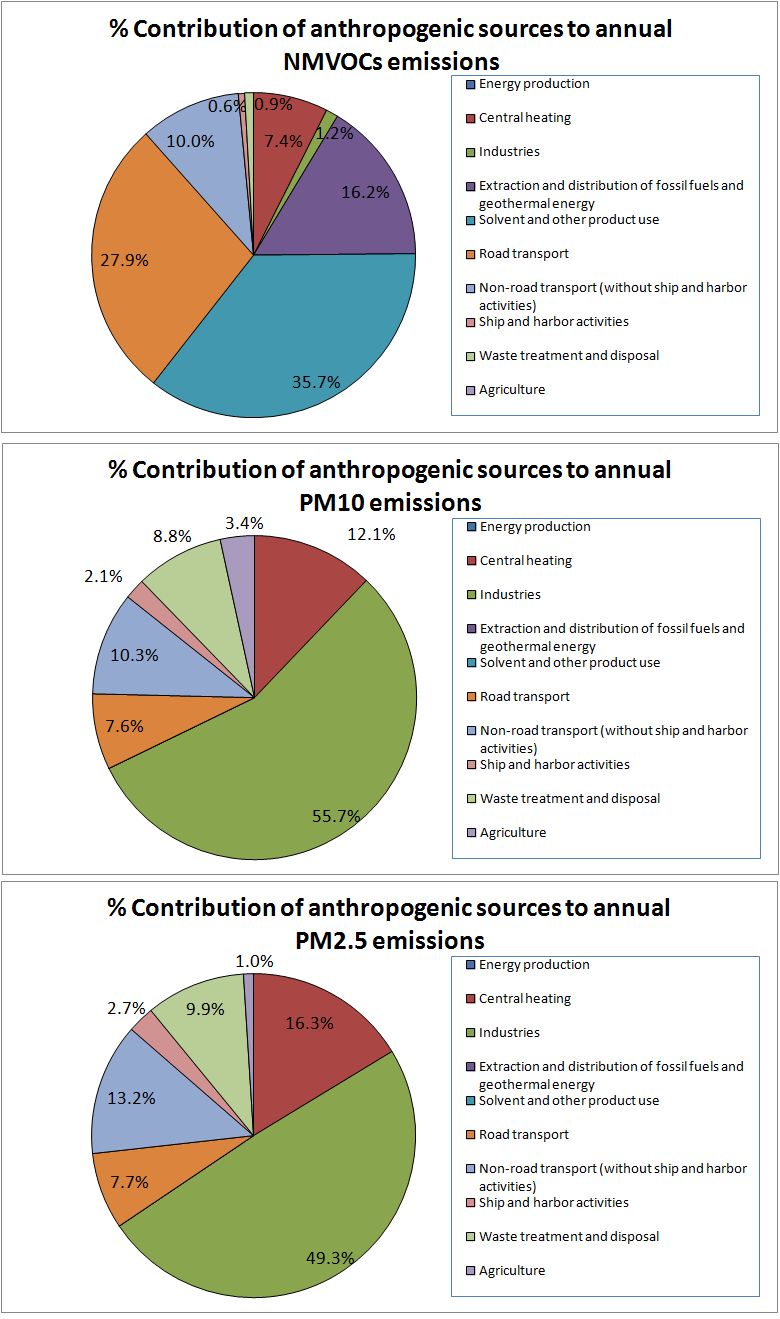 % Contribution of anthropogenic sources to annual
NMVOCs emissions
0.6%
0.9%
10.0%
7.4%
1.2%
16.2%
27.9%
35.7%
Energy production
Central heating
Industries
Extraction and distribution of fossil fuels and
geothermal energy
Solvent and other product use
Road transport
Non-road transport (without ship and harbor
activities)
Ship and harbor activities
Waste treatment and disposal
Agriculture
% Contribution of anthropogenic sources to annual
PM10 emissions
3.4%
12.1%
8.8%
2.1%
10.3%
7.6%
55.7%
Energy production
Central heating
Industries
Extraction and distribution of fossil fuels and
geothermal energy
Solvent and other product use
Road transport
Non-road transport (without ship and harbor
activities)
Ship and harbor activities
Waste treatment and disposal
Agriculture
% Contribution of anthropogenic sources to annual
PM2.5 emissions
1.0%
2.7%
9.9%
16.3%
13.2%
7.7%
49.3%
Energy production
Central heating
Industries
Extraction and distribution of fossil fuels and
geothermal energy
Solvent and other product use
Road transport
Non-road transport (without ship and harbor
activities)
Ship and harbor activities
Waste treatment and disposal
Agriculture